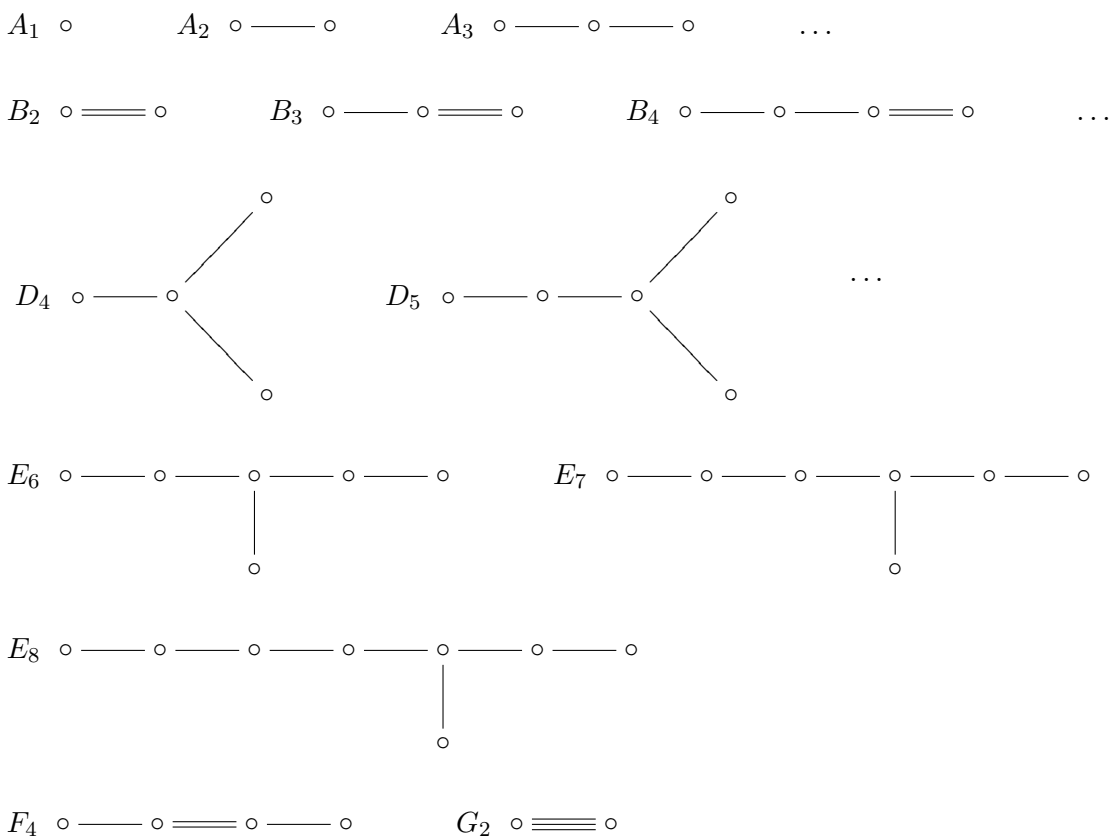 A₁ A₂ A₃ ...
B₂ B₃ B₄ ...
D₄ D₅ ...
E₆ E₇
E₈
F₄ G₂